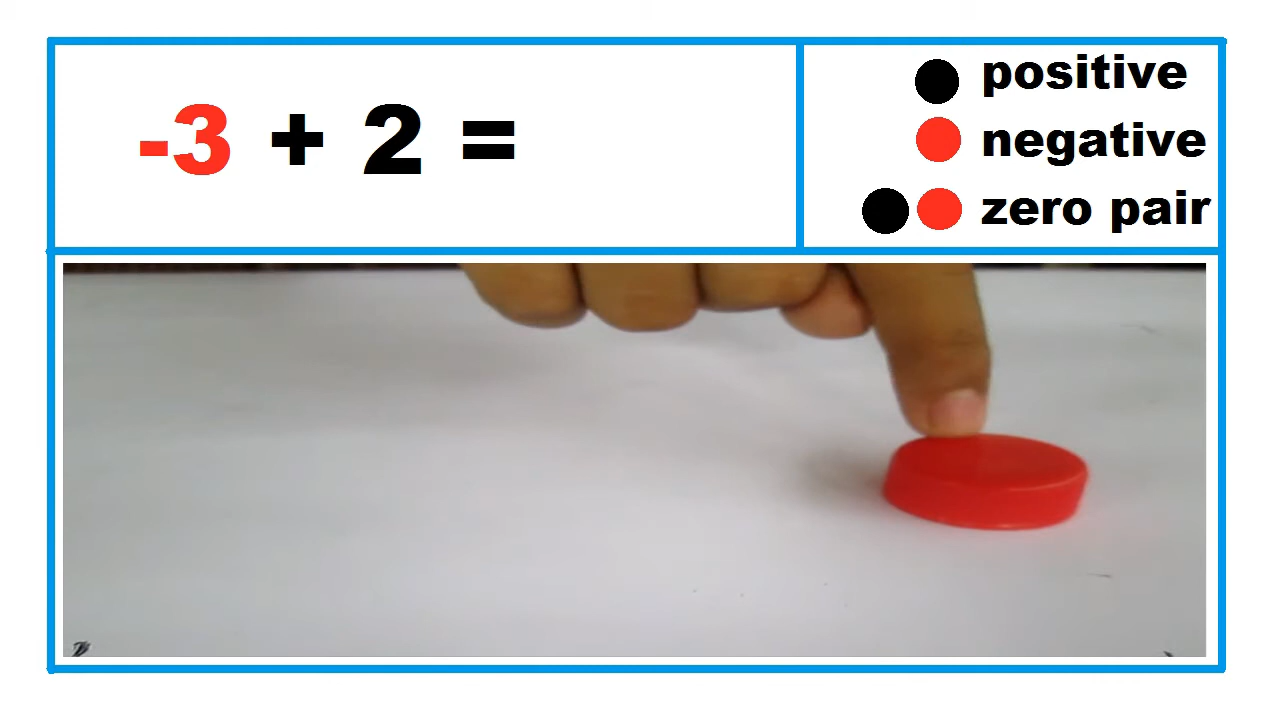 -3 + 2 =
positive
negative
zero pair